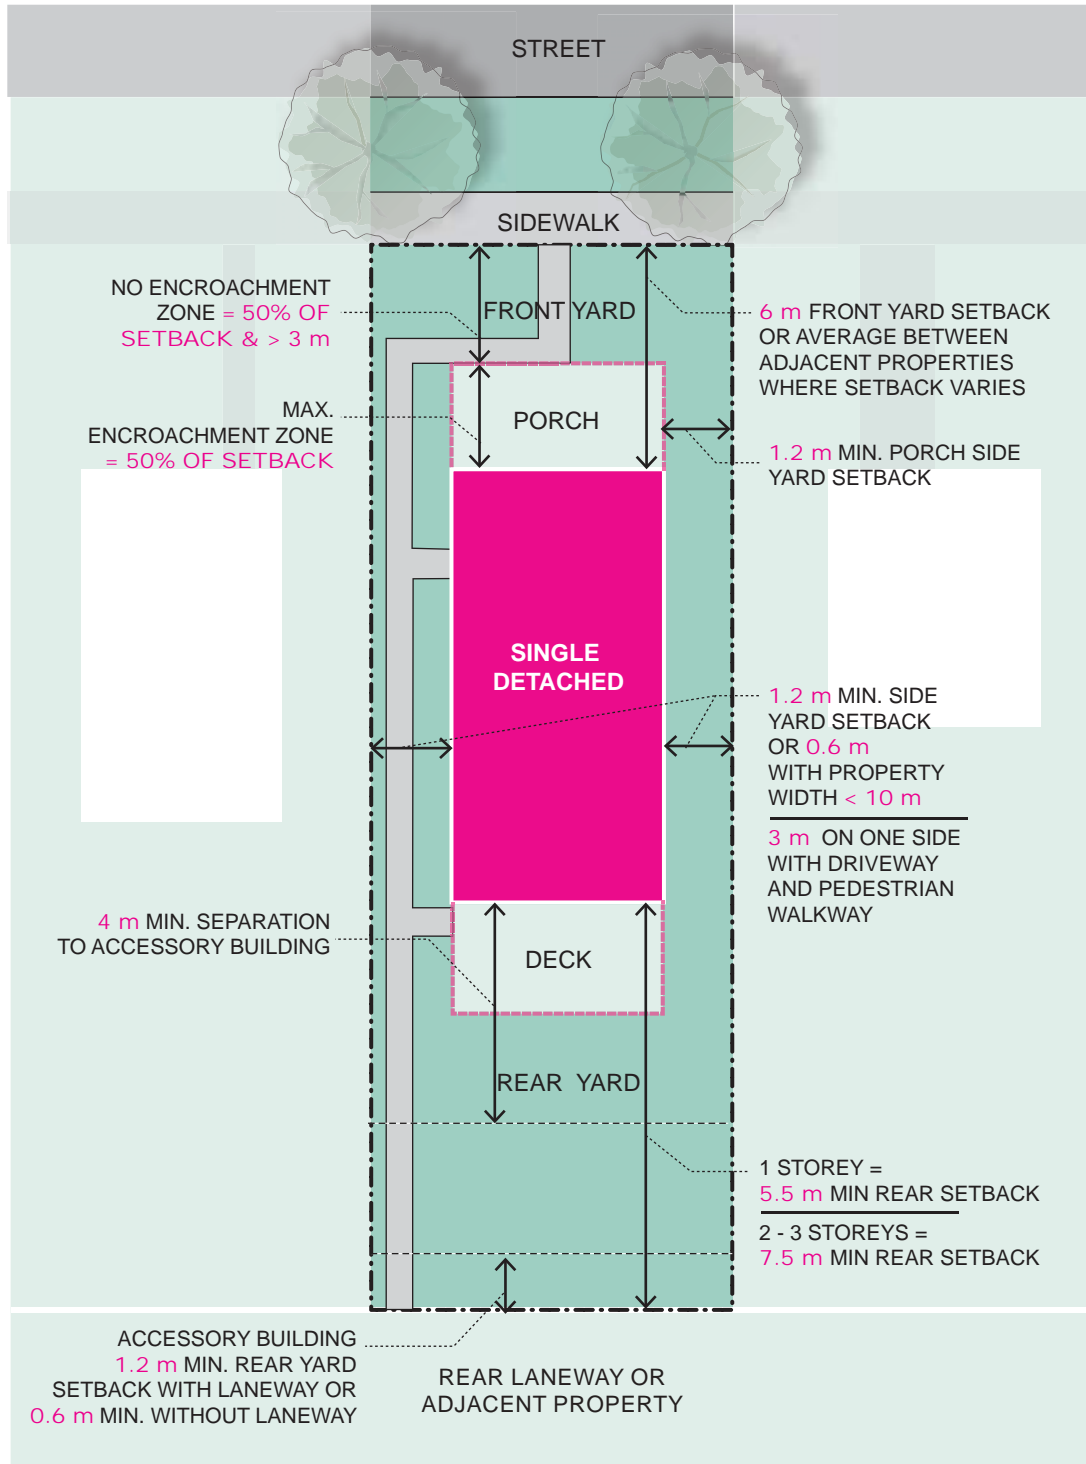 STREET
SIDEWALK
NO ENCROACHMENT
ZONE = 50% OF
SETBACK & > 3 m
FRONT YARD
6 m FRONT YARD SETBACK
OR AVERAGE BETWEEN
ADJACENT PROPERTIES
WHERE SETBACK VARIES
MAX.
ENCROACHMENT ZONE
= 50% OF SETBACK
PORCH
1.2 m MIN. PORCH SIDE
YARD SETBACK
SINGLE
DETACHED
1.2 m MIN. SIDE
YARD SETBACK
OR 0.6 m
WITH PROPERTY
WIDTH < 10 m
3 m ON ONE SIDE
WITH DRIVEWAY
AND PEDESTRIAN
WALKWAY
4 m MIN. SEPARATION
TO ACCESSORY BUILDING
DECK
REAR YARD
1 STOREY =
5.5 m MIN REAR SETBACK
2 - 3 STOREYS =
7.5 m MIN REAR SETBACK
ACCESSORY BUILDING
1.2 m MIN. REAR YARD
SETBACK WITH LANEWAY OR
0.6 m MIN. WITHOUT LANEWAY
REAR LANEWAY OR
ADJACENT PROPERTY